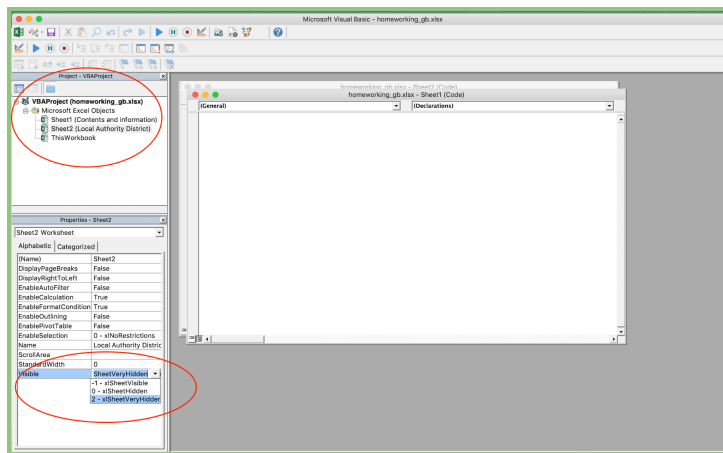 Microsoft Visual Basic - homeworking_gb.xlsx
Project - VBAProject
VBAProject (homeworking_gb.xlsx)
Microsoft Excel Objects
Sheet1 (Contents and information)
Sheet2 (Local Authority District)
ThisWorkbook
homeworking_gb.xlsx - Sheet2 (Code)
homeworking_gb.xlsx - Sheet1 (Code)
(General) (Declarations)
Properties - Sheet2
Sheet2 Worksheet
Alphabetic Categorized
(Name) Sheet2
DisplayPageBreaks False
DisplayRightToLeft False
EnableAutoFilter False
EnableCalculation True
EnableFormatCondition True
EnableOutlining False
EnablePivotTable False
EnableSelection 0 - xlNoRestrictions
Name Local Authority Distric
ScrollArea
StandardWidth 0
Visible SheetVeryHidden
-1 - xlSheetVisible
0 - xlSheetHidden
2 - xlSheetVeryHidden